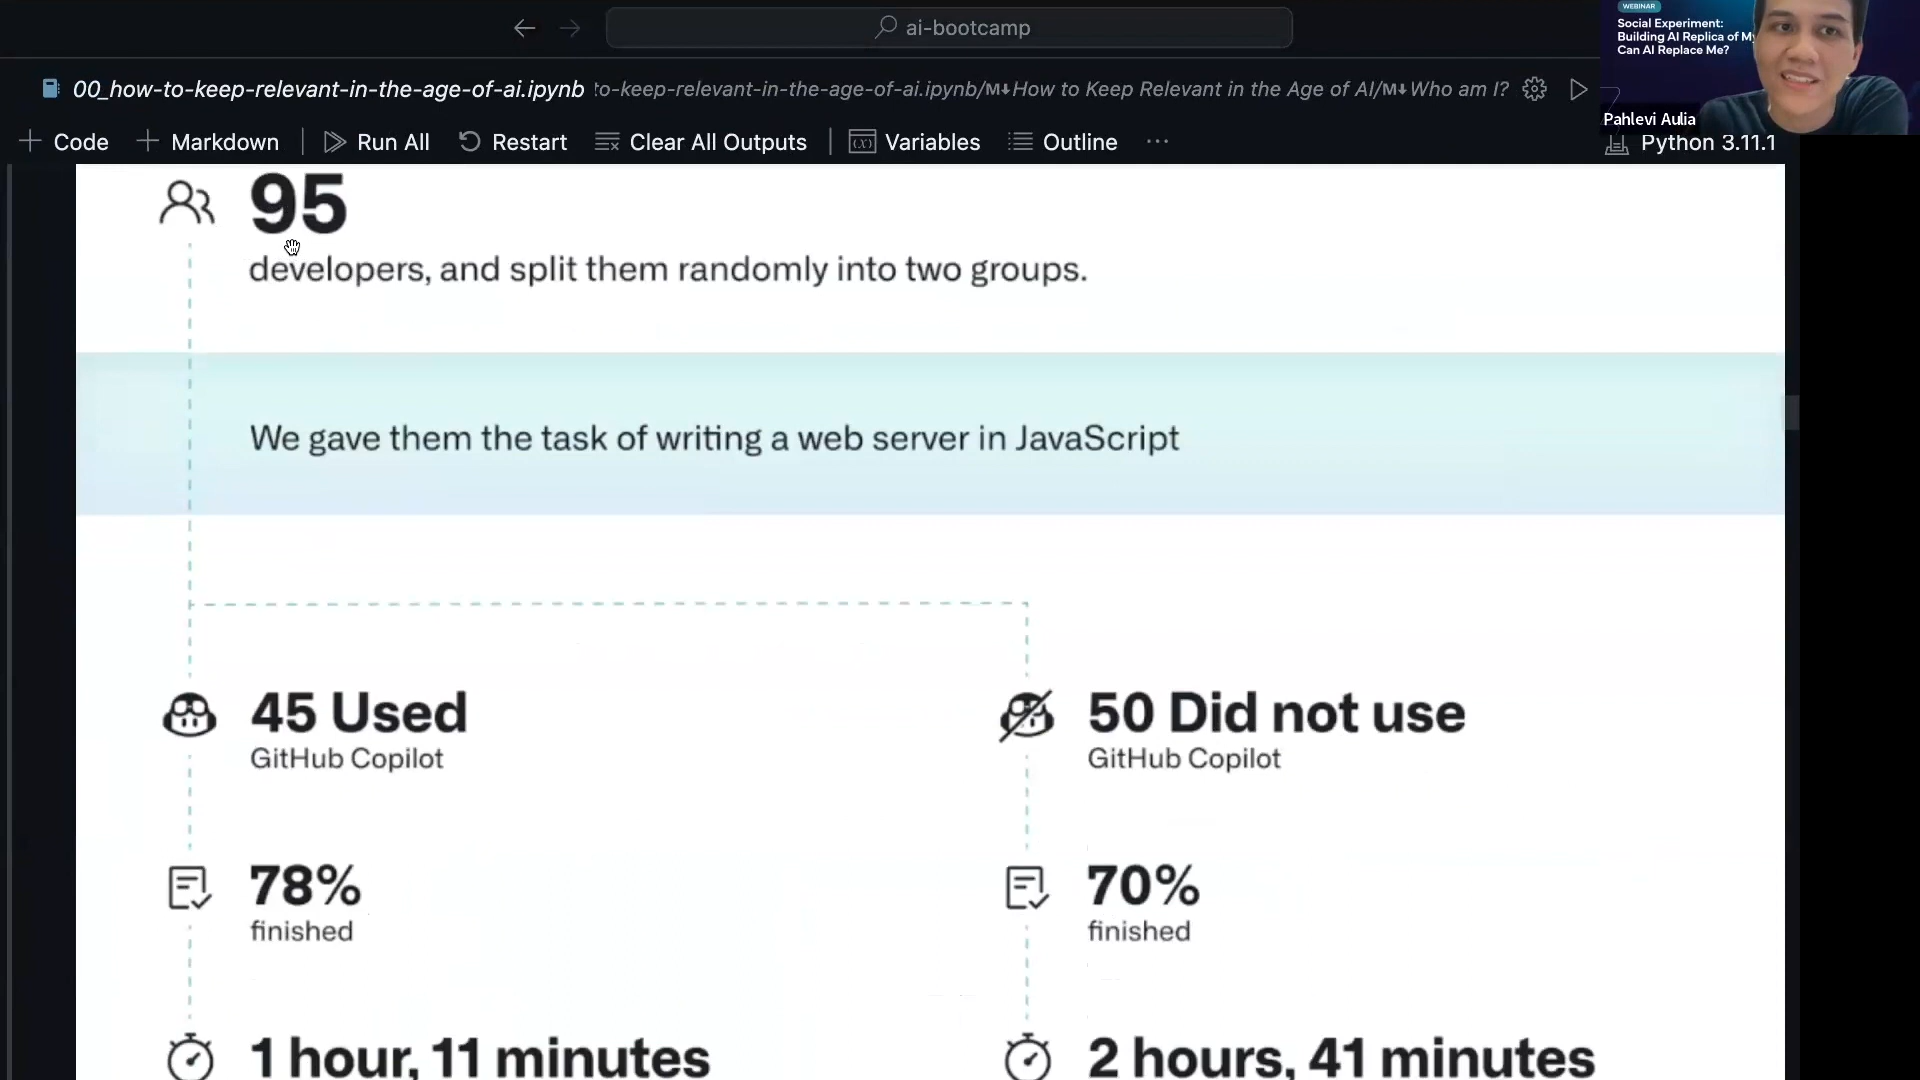 ai-bootcamp
WEBINAR
Social Experiment:
Building AI Replica of My
Can AI Replace Me?
00_how-to-keep-relevant-in-the-age-of-ai.ipynb to-keep-relevant-in-the-age-of-ai.ipynb/M↓How to Keep Relevant in the Age of AI/M↓Who am I?
Pahlevi Aulia
+ Code + Markdown | Run All Restart Clear All Outputs | Variables Outline ... Python 3.11.1
95
developers, and split them randomly into two groups.
We gave them the task of writing a web server in JavaScript
45 Used 50 Did not use
GitHub Copilot GitHub Copilot
78% 70%
finished finished
1 hour, 11 minutes 2 hours, 41 minutes